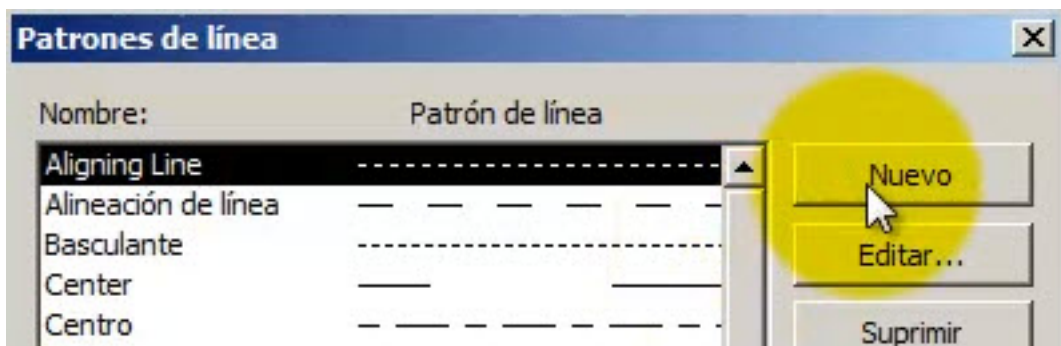 Patrones de línea
Nombre: Patrón de línea
Aligning Line
Nuevo
Alineación de línea
Basculante
Editar...
Center
Centro
Suprimir